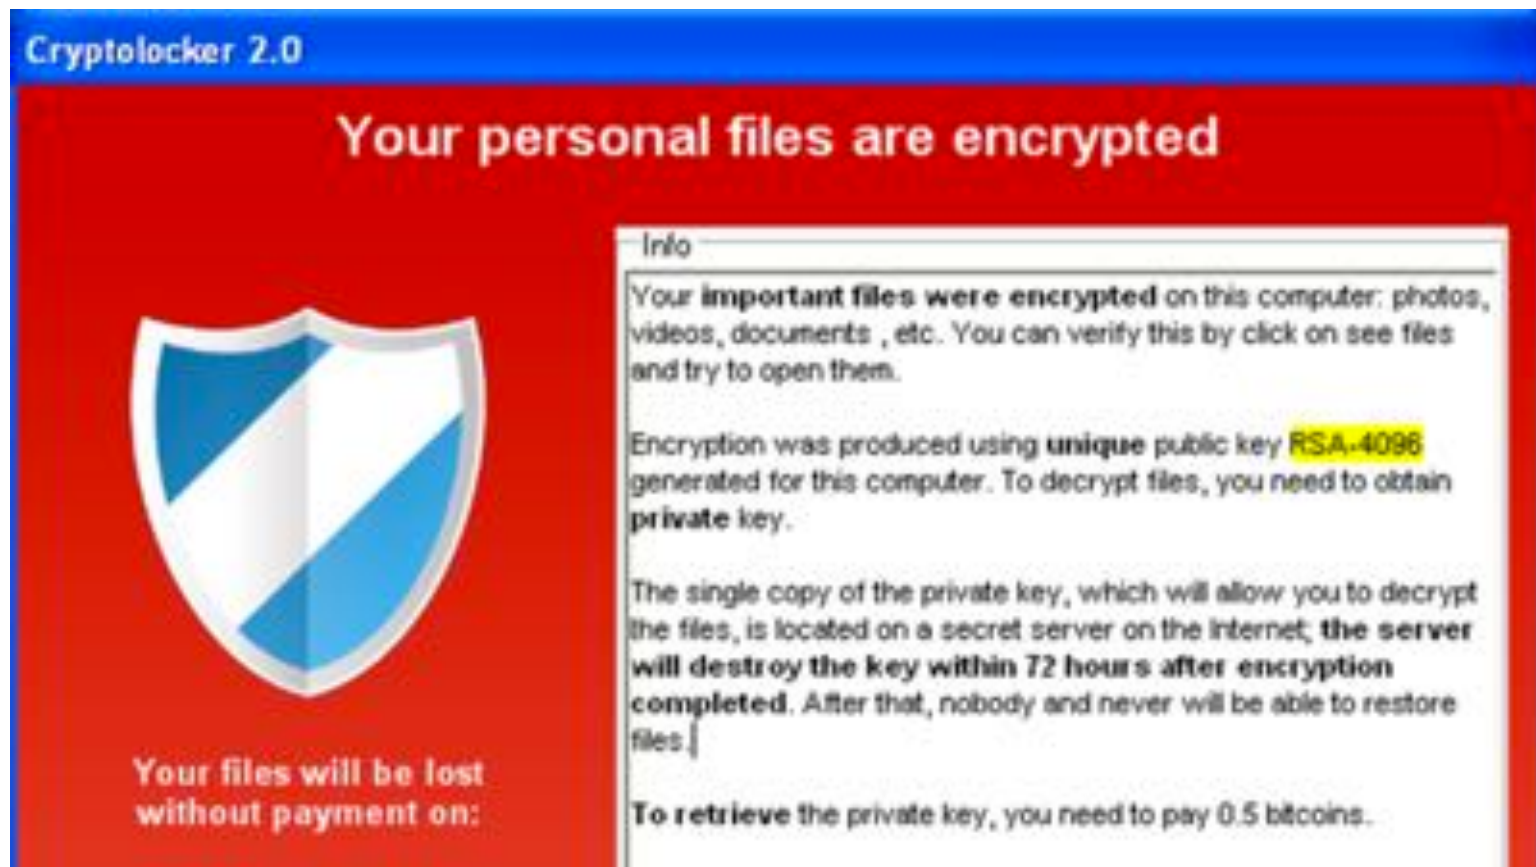 Cryptolocker 2.0
Your personal files are encrypted
Info
Your important files were encrypted on this computer: photos,
videos, documents , etc. You can verify this by click on see files
and try to open them.
Encryption was produced using unique public key RSA-4096
generated for this computer. To decrypt files, you need to obtain
private key.
The single copy of the private key, which will allow you to decrypt
the files, is located on a secret server on the Internet; the server
will destroy the key within 72 hours after encryption
completed. After that, nobody and never will be able to restore
files.
To retrieve the private key, you need to pay 0.5 bitcoins.
Your files will be lost
without payment on: